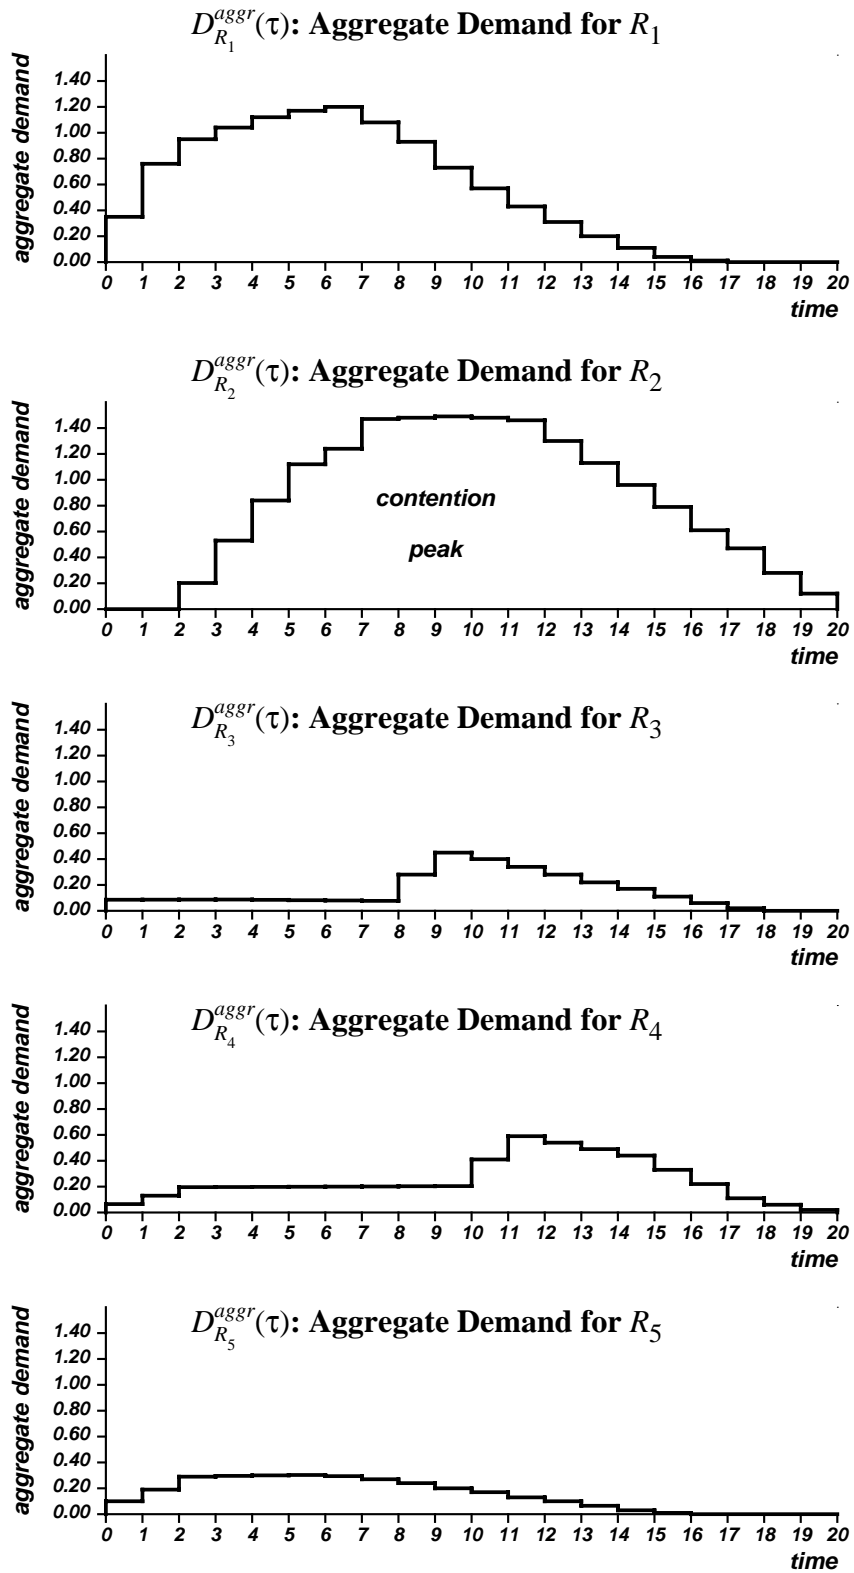 D_{R_1}^{aggr}(τ): Aggregate Demand for R_1
aggregate demand
1.40
1.20
1.00
0.80
0.60
0.40
0.20
0.00
0 1 2 3 4 5 6 7 8 9 10 11 12 13 14 15 16 17 18 19 20
time
D_{R_2}^{aggr}(τ): Aggregate Demand for R_2
aggregate demand
1.40
1.20
1.00
0.80
0.60
0.40
0.20
0.00
contention
peak
0 1 2 3 4 5 6 7 8 9 10 11 12 13 14 15 16 17 18 19 20
time
D_{R_3}^{aggr}(τ): Aggregate Demand for R_3
aggregate demand
1.40
1.20
1.00
0.80
0.60
0.40
0.20
0.00
0 1 2 3 4 5 6 7 8 9 10 11 12 13 14 15 16 17 18 19 20
time
D_{R_4}^{aggr}(τ): Aggregate Demand for R_4
aggregate demand
1.40
1.20
1.00
0.80
0.60
0.40
0.20
0.00
0 1 2 3 4 5 6 7 8 9 10 11 12 13 14 15 16 17 18 19 20
time
D_{R_5}^{aggr}(τ): Aggregate Demand for R_5
aggregate demand
1.40
1.20
1.00
0.80
0.60
0.40
0.20
0.00
0 1 2 3 4 5 6 7 8 9 10 11 12 13 14 15 16 17 18 19 20
time